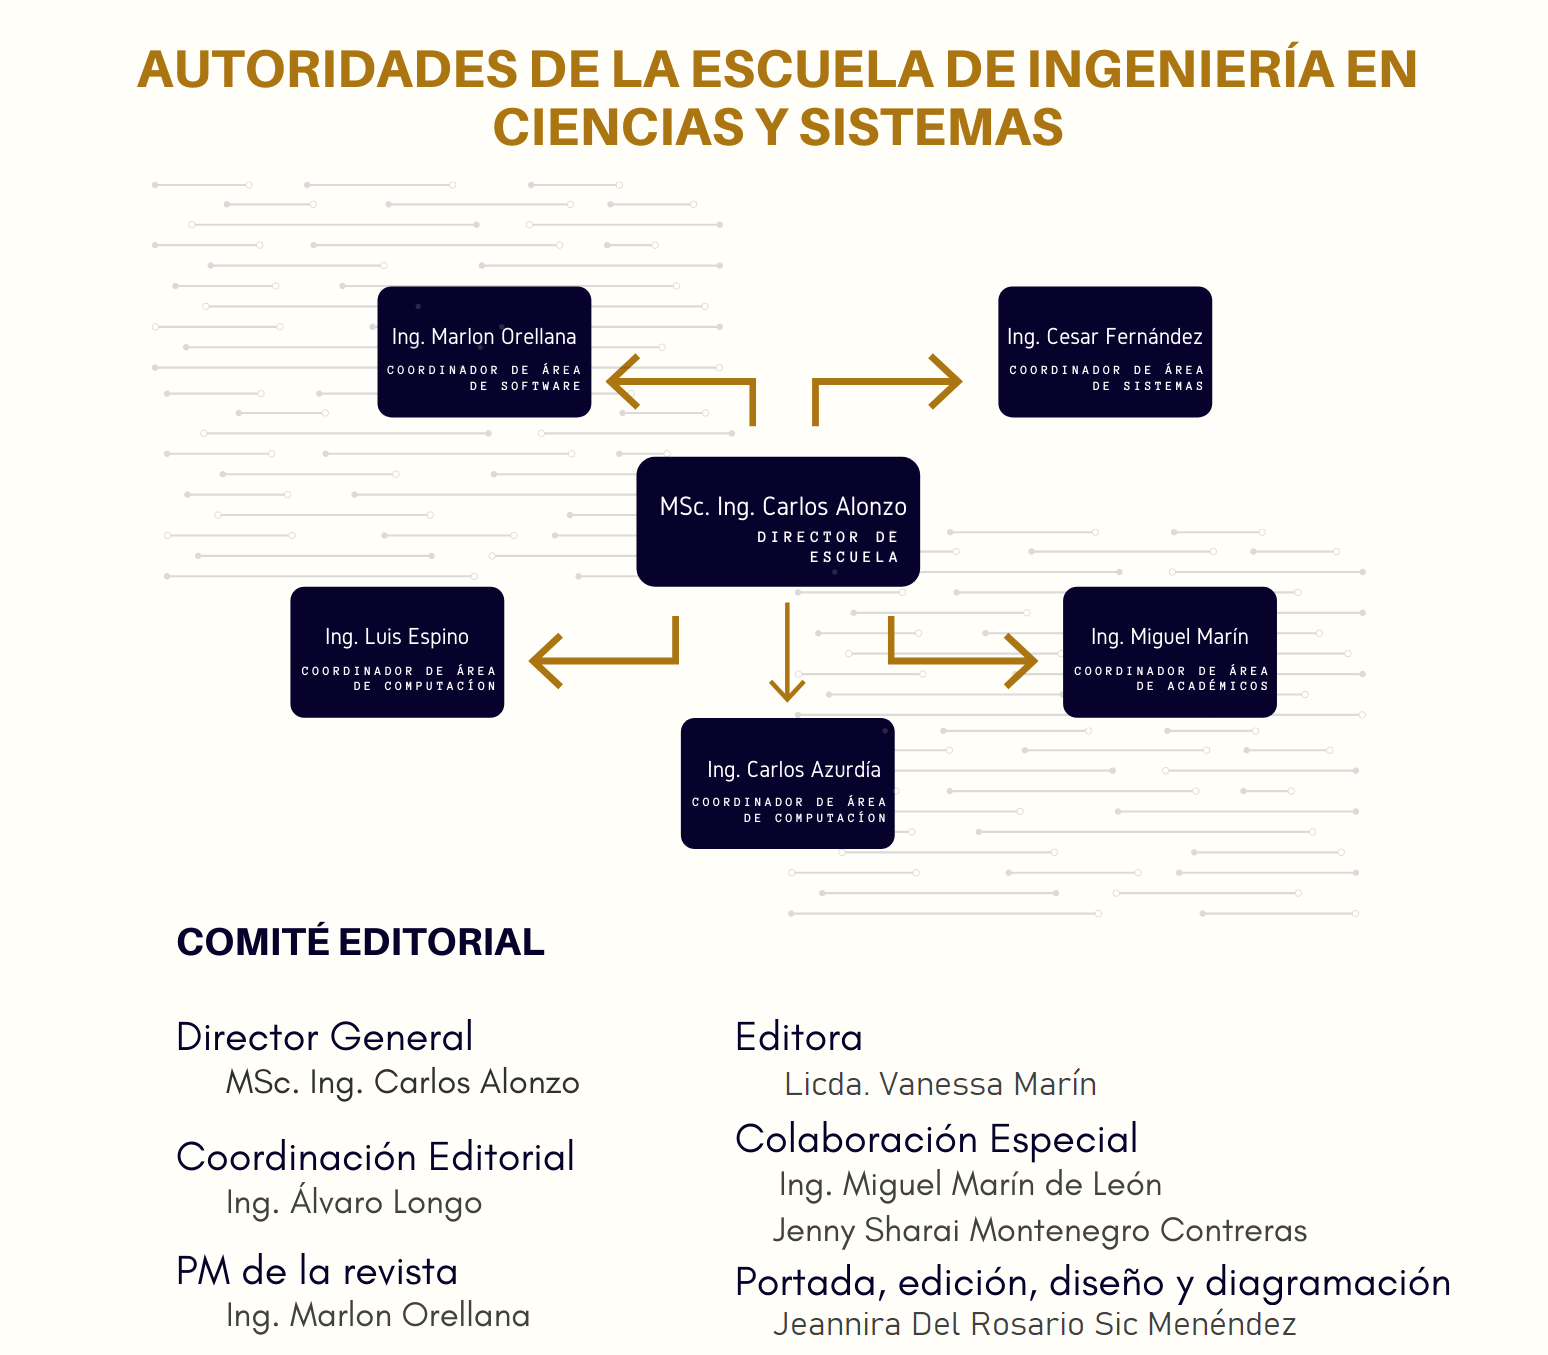 AUTORIDADES DE LA ESCUELA DE INGENIERÍA EN
CIENCIAS Y SISTEMAS
Ing. Marlon Orellana
COORDINADOR DE ÁREA
DE SOFTWARE
Ing. Cesar Fernández
COORDINADOR DE ÁREA
DE SISTEMAS
MSc. Ing. Carlos Alonzo
DIRECTOR DE
ESCUELA
Ing. Luis Espino
COORDINADOR DE ÁREA
DE COMPUTACÍON
Ing. Miguel Marín
COORDINADOR DE ÁREA
DE ACADÉMICOS
Ing. Carlos Azurdía
COORDINADOR DE ÁREA
DE COMPUTACÍON
COMITÉ EDITORIAL
Director General
MSc. Ing. Carlos Alonzo
Coordinación Editorial
Ing. Álvaro Longo
PM de la revista
Ing. Marlon Orellana
Editora
Licda. Vanessa Marín
Colaboración Especial
Ing. Miguel Marín de León
Jenny Sharai Montenegro Contreras
Portada, edición, diseño y diagramación
Jeannira Del Rosario Sic Menéndez